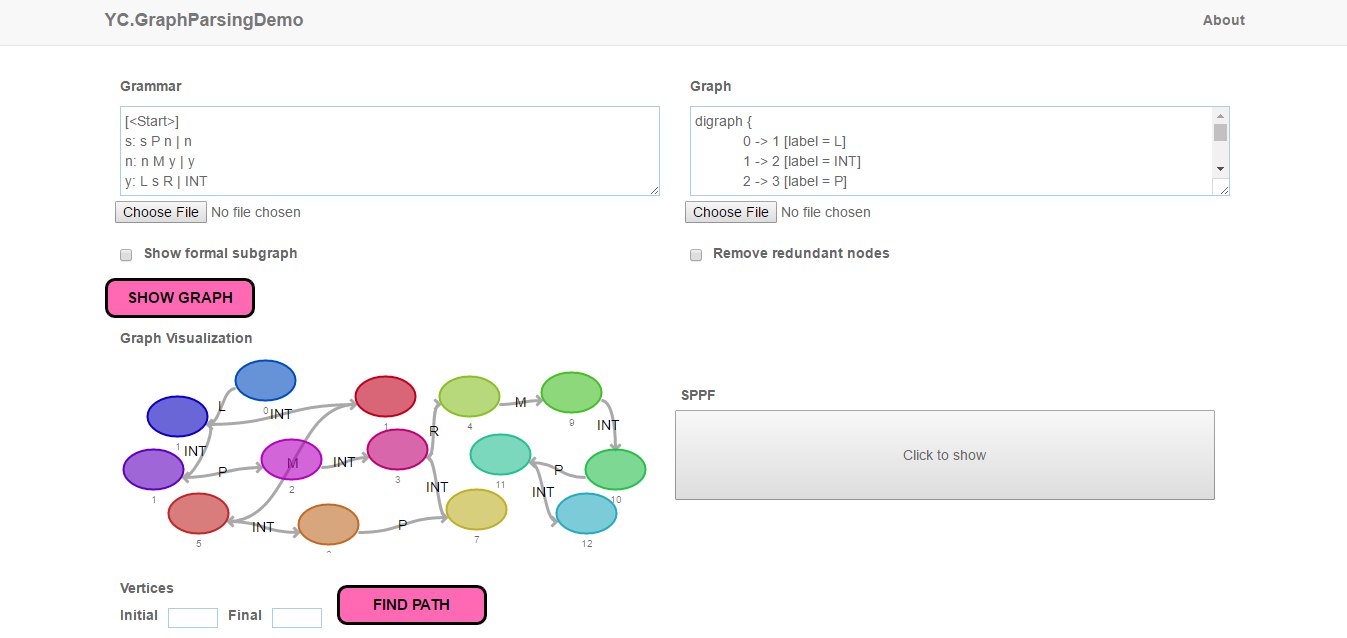 YC.GraphParsingDemo
About
Grammar
[<Start>]
s: s P n | n
n: n M y | y
y: L s R | INT
Choose File No file chosen
Show formal subgraph
Graph
digraph {
0 -> 1 [label = L]
1 -> 2 [label = INT]
2 -> 3 [label = P]
Choose File No file chosen
Remove redundant nodes
SHOW GRAPH
Graph Visualization
L
0
INT
1
1
INT
P
1
M
2
INT
3
R
4
M
9
INT
10
P
11
INT
12
INT
7
P
INT
5
SPPF
Click to show
Vertices
Initial
Final
FIND PATH